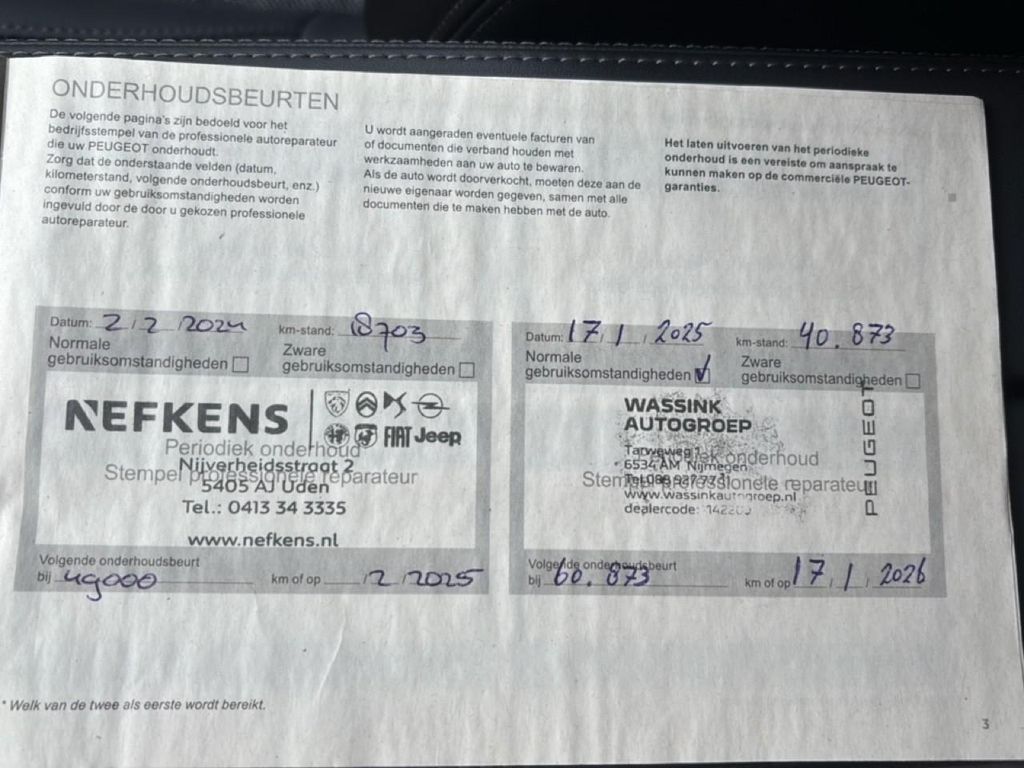 ONDERHOUDSBEURTEN
De volgende pagina's zijn bedoeld voor het
bedrijfsstempel van de professionele autoreparateur
die uw PEUGEOT onderhoudt.
Zorg dat de onderstaande velden (datum,
kilometerstand, volgende onderhoudsbeurt, enz.)
conform uw gebruiksomstandigheden worden
ingevuld door de door u gekozen professionele
autoreparateur.
U wordt aangeraden eventuele facturen van
of documenten die verband houden met
werkzaamheden aan uw auto te bewaren.
Als de auto wordt doorverkocht, moeten deze aan de
nieuwe eigenaar worden gegeven, samen met alle
documenten die te maken hebben met de auto.
Het laten uitvoeren van het periodieke
onderhoud is een vereiste om aanspraak te
kunnen maken op de commerciële PEUGEOT-
garanties.
Datum: 2/2/2024 km-stand: 18703
Normale
gebruiksomstandigheden
Zware
gebruiksomstandigheden
NEFKENS
FIAT Jeep
Periodiek onderhoud
Stempel professionele reparateur
Nijverheidsstraat 2
5405 AJ Uden
Tel.: 0413 34 3335
www.nefkens.nl
Volgende onderhoudsbeurt
bij 49000 km of op /2/2025
Datum: 17/1/2025 km-stand: 40.873
Normale
gebruiksomstandigheden
Zware
gebruiksomstandigheden
WASSINK
AUTOGROEP
PEUGEOT
Periodiek onderhoud
Stempel professionele reparateur
Tarweweg
6534 AM Nijmegen
www.wassinkautogroep.nl
dealercode:
Volgende onderhoudsbeurt
bij 60.873 km of op 17/1/2026
* Welk van de twee als eerste wordt bereikt.
3